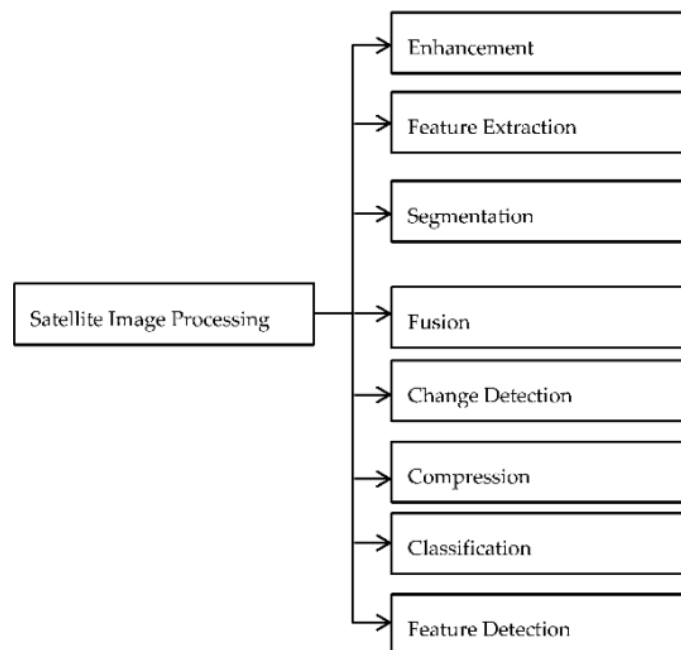 Enhancement
Feature Extraction
Segmentation
Satellite Image Processing
Fusion
Change Detection
Compression
Classification
Feature Detection